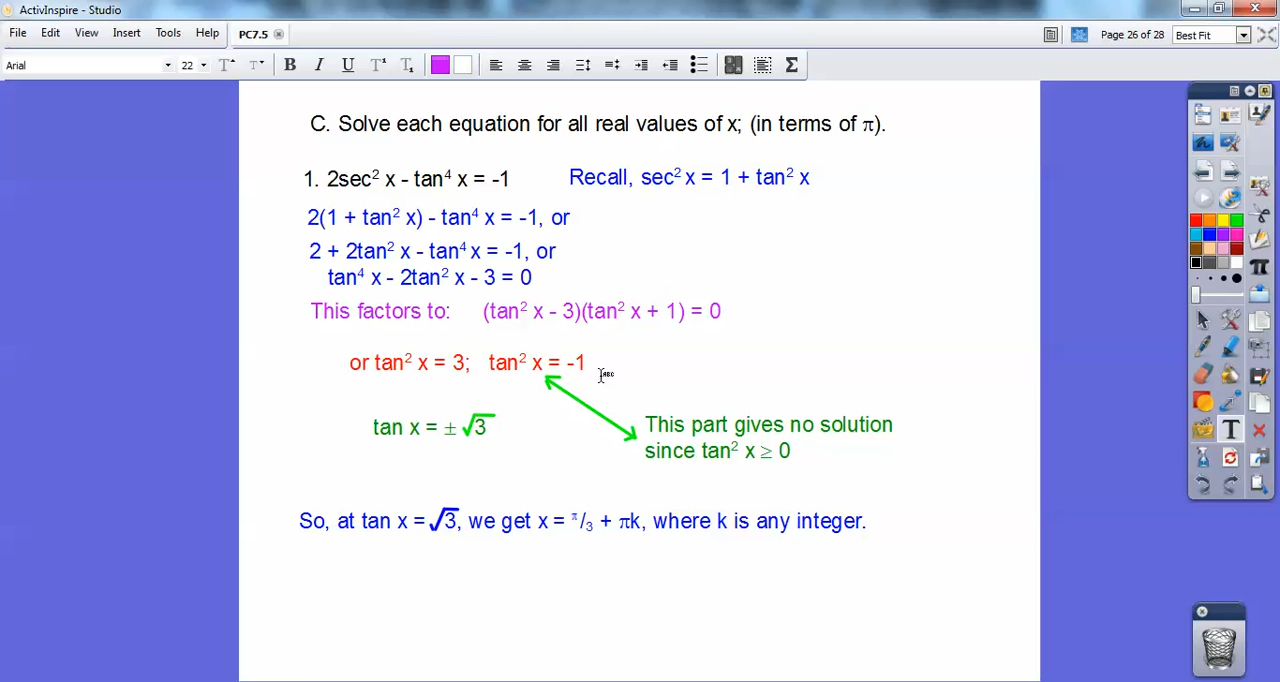 ActivInspire - Studio
File Edit View Insert Tools Help PC7.5 Page 26 of 28 Best Fit
Arial 22 B I U T¹ T₁ Σ
C. Solve each equation for all real values of x; (in terms of π).
1. 2sec² x - tan⁴ x = -1 Recall, sec² x = 1 + tan² x
2(1 + tan² x) - tan⁴ x = -1, or
2 + 2tan² x - tan⁴ x = -1, or
tan⁴ x - 2tan² x - 3 = 0
This factors to: (tan² x - 3)(tan² x + 1) = 0
or tan² x = 3; tan² x = -1
ABC
tan x = ± √3
This part gives no solution
since tan² x ≥ 0
So, at tan x = √3, we get x = π/3 + πk, where k is any integer.